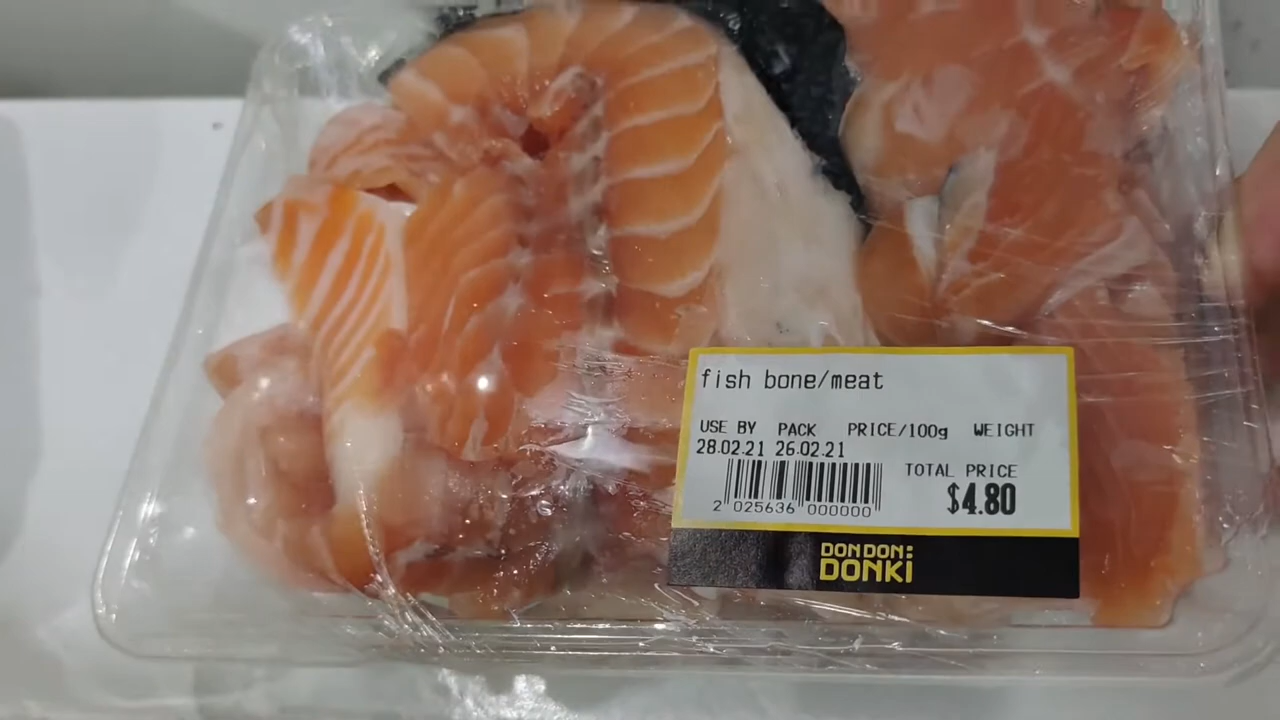 fish bone/meat
USE BY PACK PRICE/100g WEIGHT
28.02.21 26.02.21
TOTAL PRICE
$4.80
2 025636 000000
DON DON:
DONKi